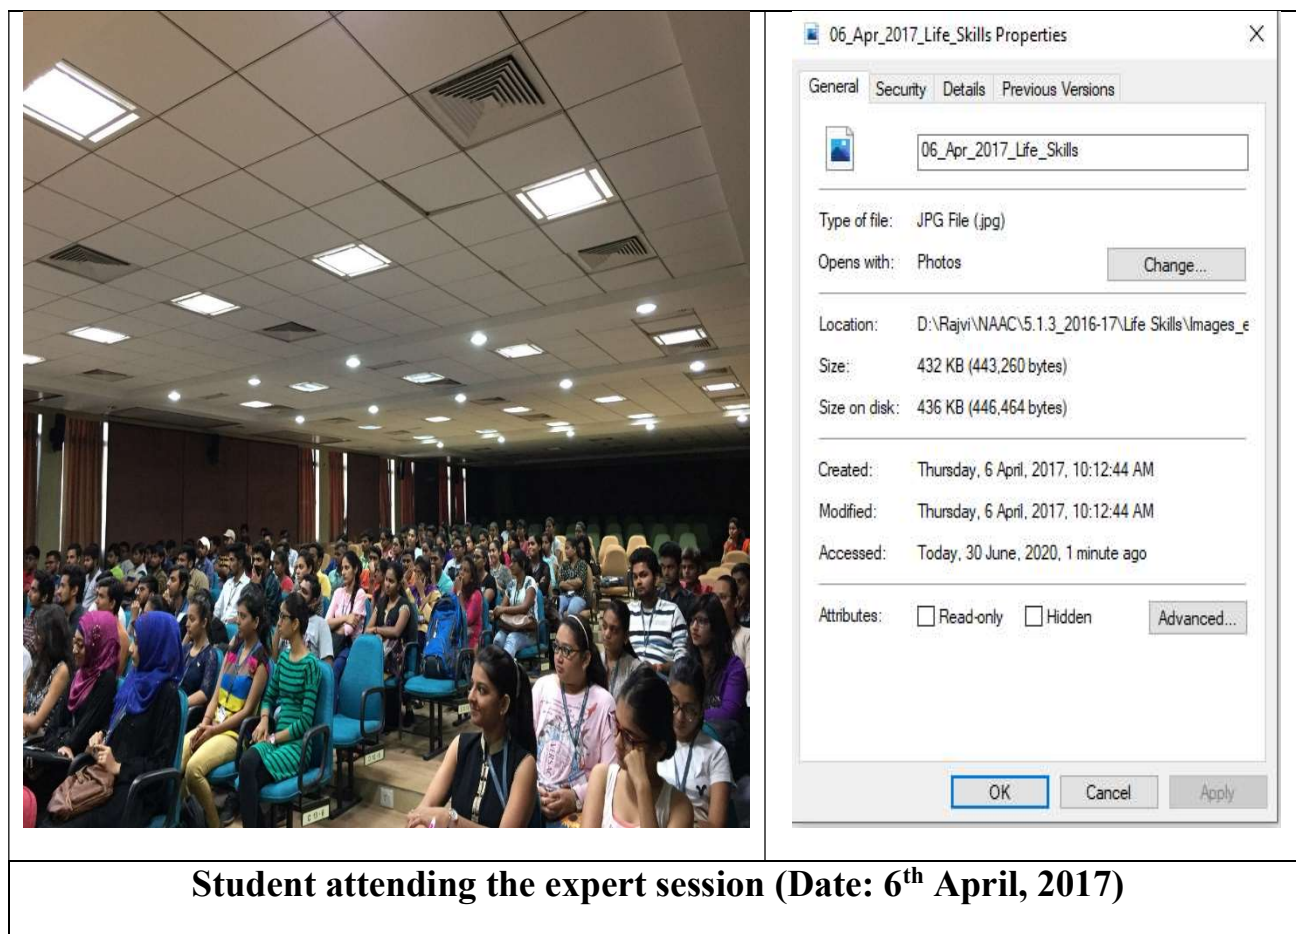 06_Apr_2017_Life_Skills Properties
General Security Details Previous Versions
06_Apr_2017_Life_Skills
Type of file: JPG File (.jpg)
Opens with: Photos Change...
Location: D:\Rajvi\NAAC\5.1.3_2016-17\Life Skills\Images_e
Size: 432 KB (443,260 bytes)
Size on disk: 436 KB (446,464 bytes)
Created: Thursday, 6 April, 2017, 10:12:44 AM
Modified: Thursday, 6 April, 2017, 10:12:44 AM
Accessed: Today, 30 June, 2020, 1 minute ago
Attributes: Read-only Hidden Advanced...
OK Cancel Apply
Student attending the expert session (Date: 6th April, 2017)